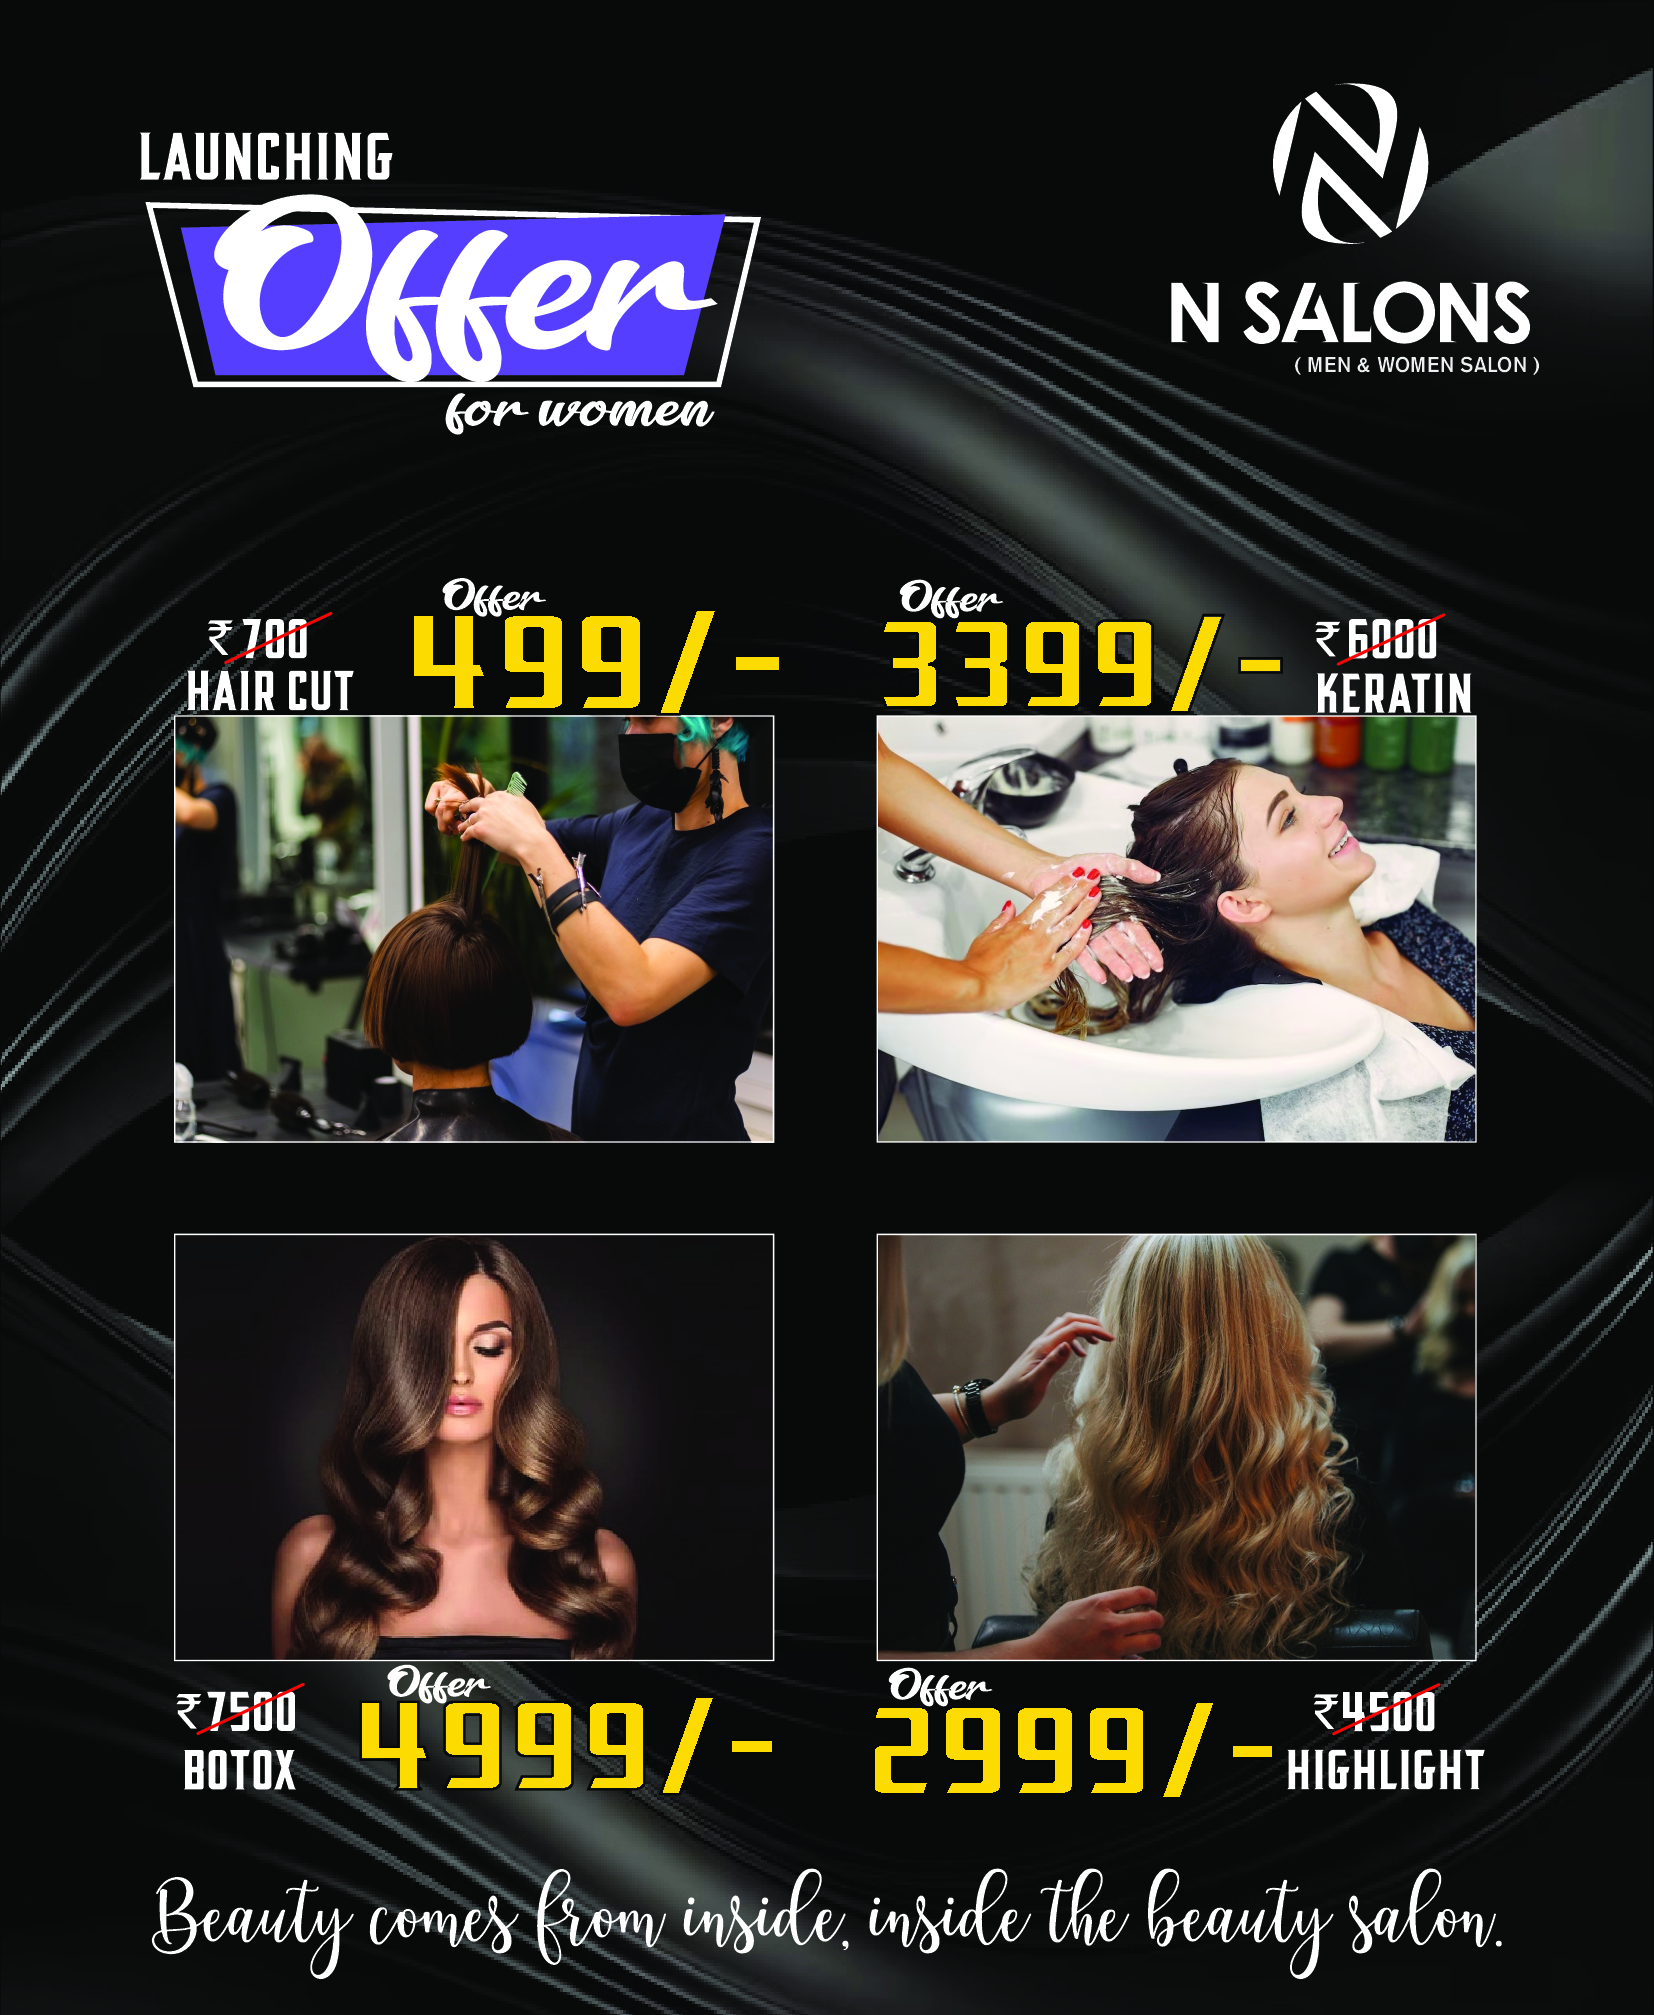 LAUNCHING
Offer
for women
N SALONS
( MEN & WOMEN SALON )
₹ 700
HAIR CUT
Offer
499/-
Offer
3399/-
₹ 6000
KERATIN
₹ 7500
BOTOX
Offer
4999/-
Offer
2999/-
₹ 4500
HIGHLIGHT
Beauty comes from inside, inside the beauty salon.